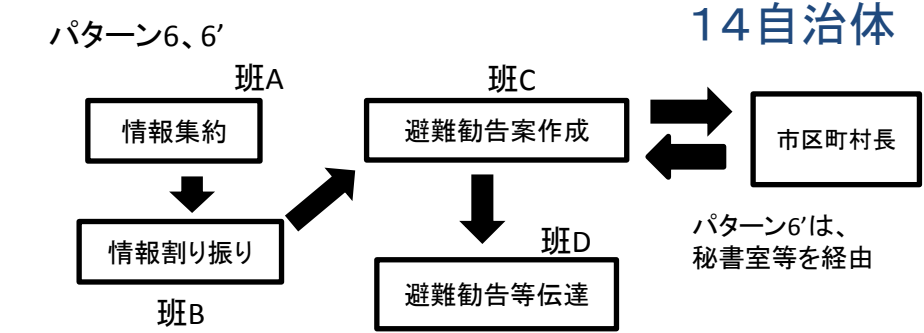 パターン6、6’
14自治体
班A
班C
情報集約
避難勧告案作成
市区町村長
情報割り振り
班B
班D
避難勧告等伝達
パターン6’は、
秘書室等を経由